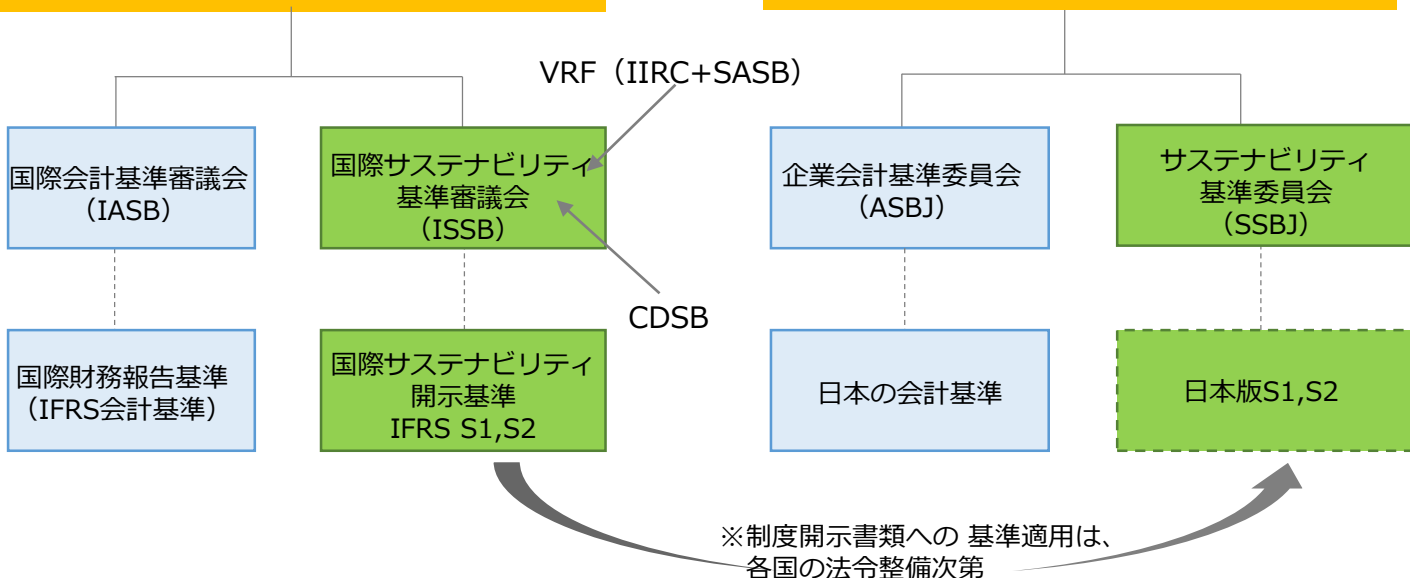 VRF（IIRC+SASB）
国際会計基準審議会
（IASB）
国際サステナビリティ
基準審議会
（ISSB）
企業会計基準委員会
（ASBJ）
サステナビリティ
基準委員会
（SSBJ）
CDSB
国際財務報告基準
（IFRS会計基準）
国際サステナビリティ
開示基準
IFRS S1,S2
日本の会計基準
日本版S1,S2
※制度開示書類への 基準適用は、
各国の法令整備次第